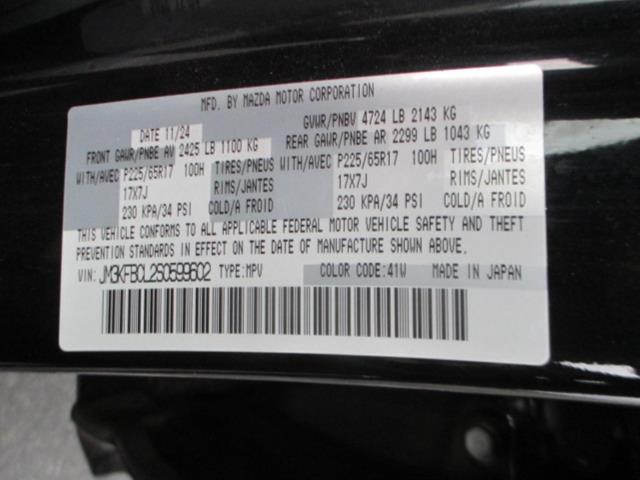 MFD. BY MAZDA MOTOR CORPORATION
DATE 11/24 GVWR/PNBV 4724 LB 2143 KG
FRONT GAWR/PNBE AV 2425 LB 1100 KG REAR GAWR/PNBE AR 2299 LB 1043 KG
WITH/AVEC P225/65R17 100H TIRES/PNEUS WITH/AVEC P225/65R17 100H TIRES/PNEUS
17X7J RIMS/JANTES 17X7J RIMS/JANTES
230 KPA/34 PSI COLD/A FROID 230 KPA/34 PSI COLD/A FROID
THIS VEHICLE CONFORMS TO ALL APPLICABLE FEDERAL MOTOR VEHICLE SAFETY AND THEFT
PREVENTION STANDARDS IN EFFECT ON THE DATE OF MANUFACTURE SHOWN ABOVE.
VIN: JM3KFBCL2S0599602 TYPE:MPV COLOR CODE:41W MADE IN JAPAN